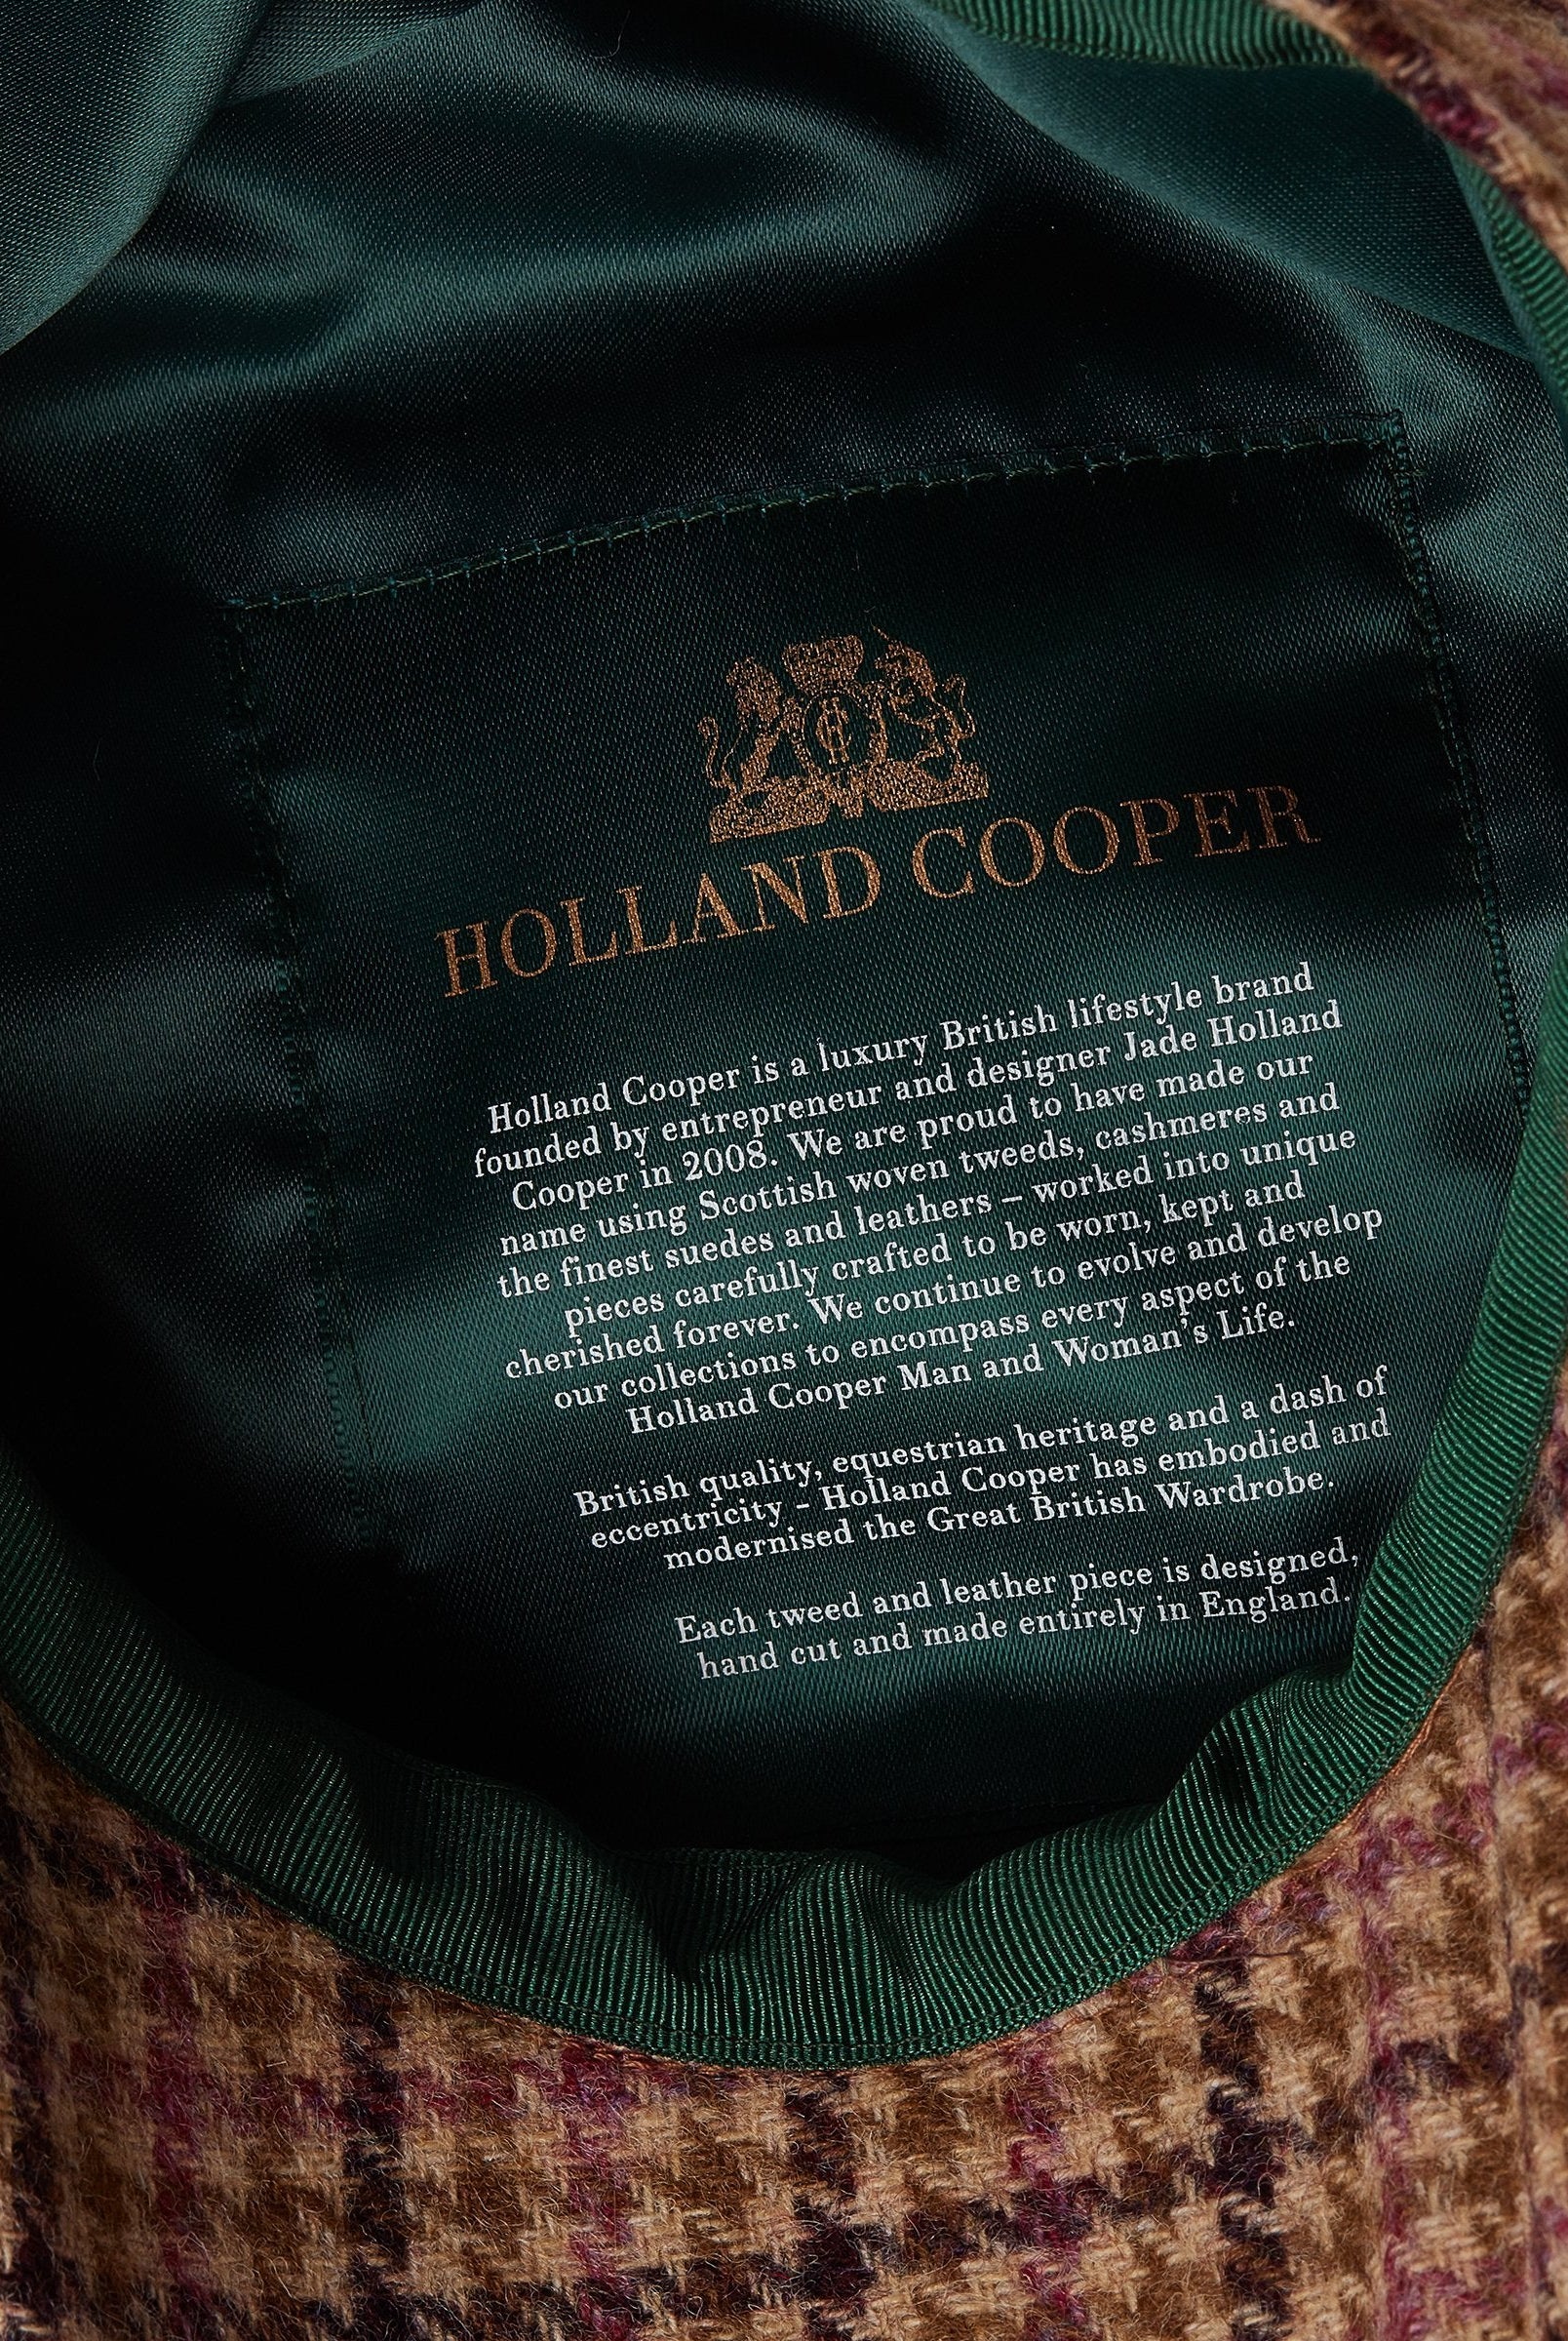 HOLLAND COOPER
Holland Cooper is a luxury British lifestyle brand
founded by entrepreneur and designer Jade Holland
Cooper in 2008. We are proud to have made our
name using Scottish woven tweeds, cashmeres and
the finest suedes and leathers – worked into unique
pieces carefully crafted to be worn, kept and
cherished forever. We continue to evolve and develop
our collections to encompass every aspect of the
Holland Cooper Man and Woman's Life.
British quality, equestrian heritage and a dash of
eccentricity - Holland Cooper has embodied and
modernised the Great British Wardrobe.
Each tweed and leather piece is designed,
hand cut and made entirely in England.